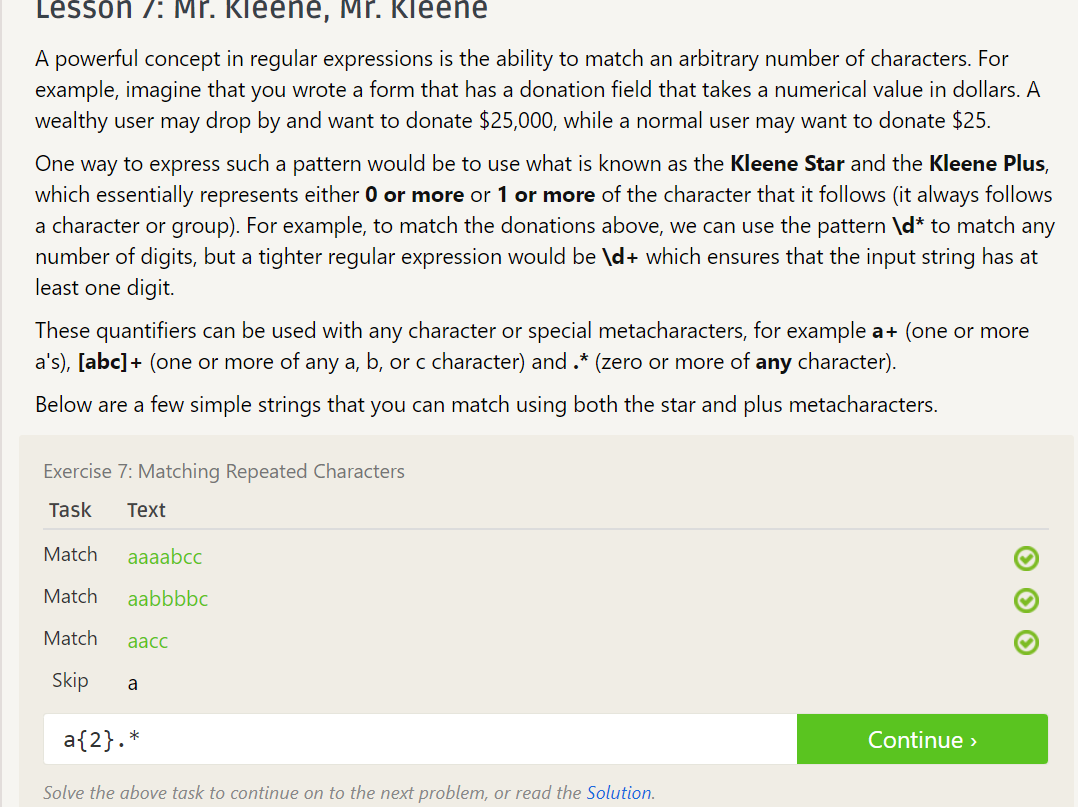 Lesson 7: Mr. Kleene, Mr. Kleene
A powerful concept in regular expressions is the ability to match an arbitrary number of characters. For
example, imagine that you wrote a form that has a donation field that takes a numerical value in dollars. A
wealthy user may drop by and want to donate $25,000, while a normal user may want to donate $25.
One way to express such a pattern would be to use what is known as the Kleene Star and the Kleene Plus,
which essentially represents either 0 or more or 1 or more of the character that it follows (it always follows
a character or group). For example, to match the donations above, we can use the pattern \d* to match any
number of digits, but a tighter regular expression would be \d+ which ensures that the input string has at
least one digit.
These quantifiers can be used with any character or special metacharacters, for example a+ (one or more
a's), [abc]+ (one or more of any a, b, or c character) and .* (zero or more of any character).
Below are a few simple strings that you can match using both the star and plus metacharacters.
Exercise 7: Matching Repeated Characters
Task Text
Match aaaabcc
Match aabbbbc
Match aacc
Skip a
a{2}.* Continue ›
Solve the above task to continue on to the next problem, or read the Solution.